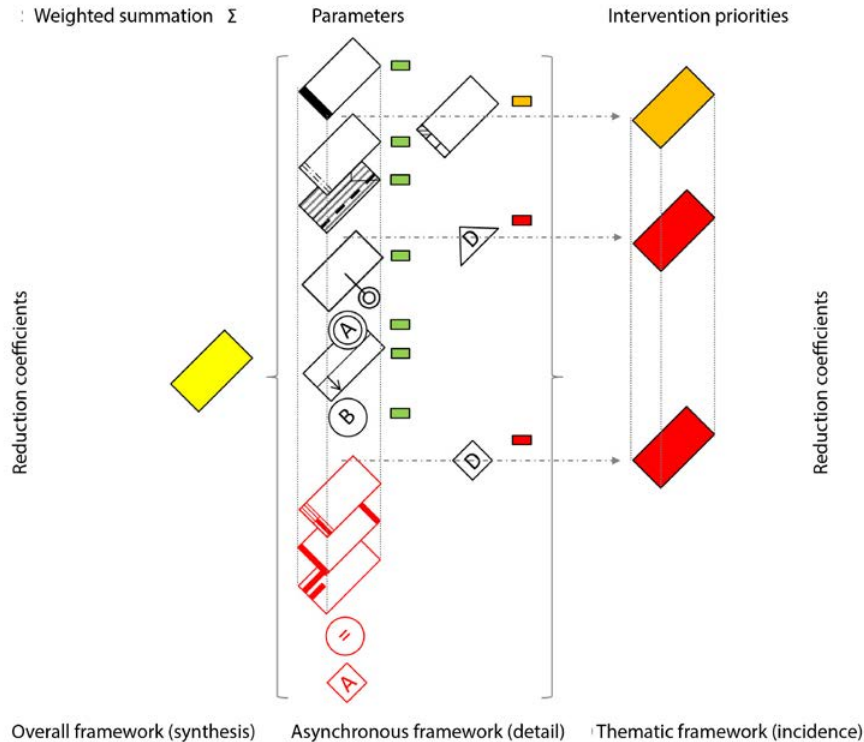 Weighted summation Σ
Parameters
Intervention priorities
D
A
B
D
=
A
Reduction coefficients
Reduction coefficients
Overall framework (synthesis)
Asynchronous framework (detail)
Thematic framework (incidence)